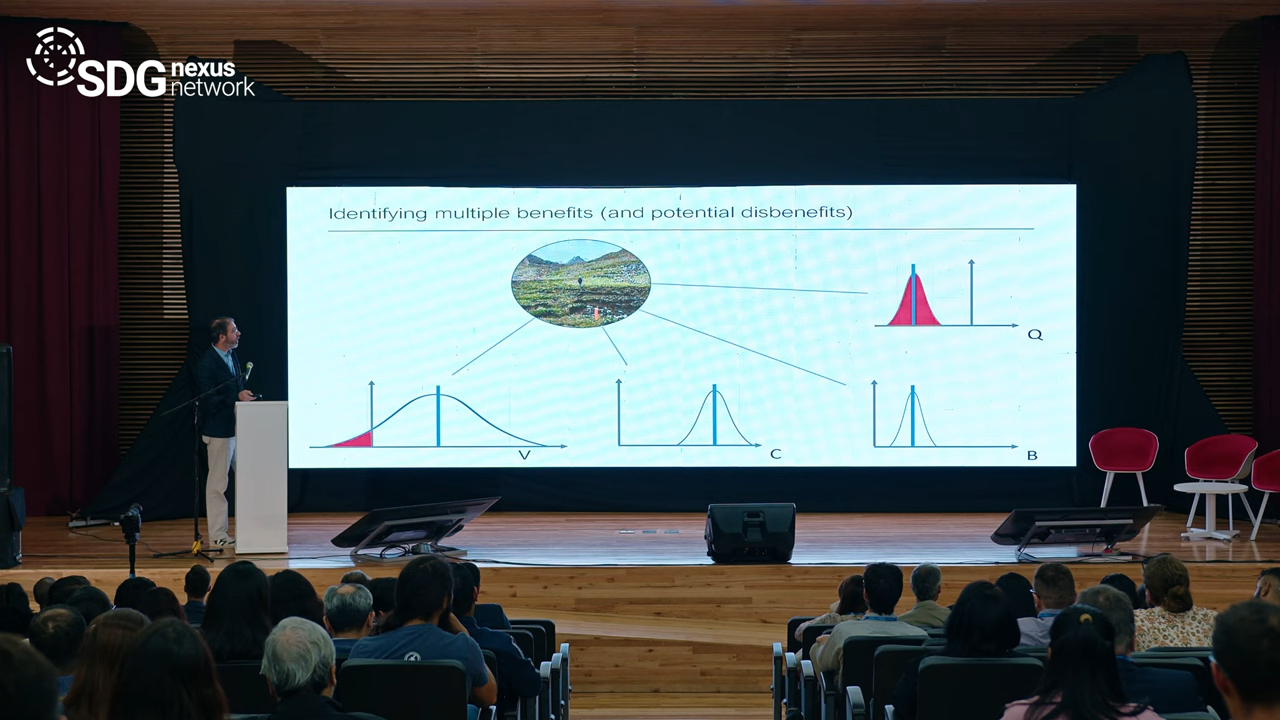 SDG nexus
network
Identifying multiple benefits (and potential disbenefits)
Q
V
C
B